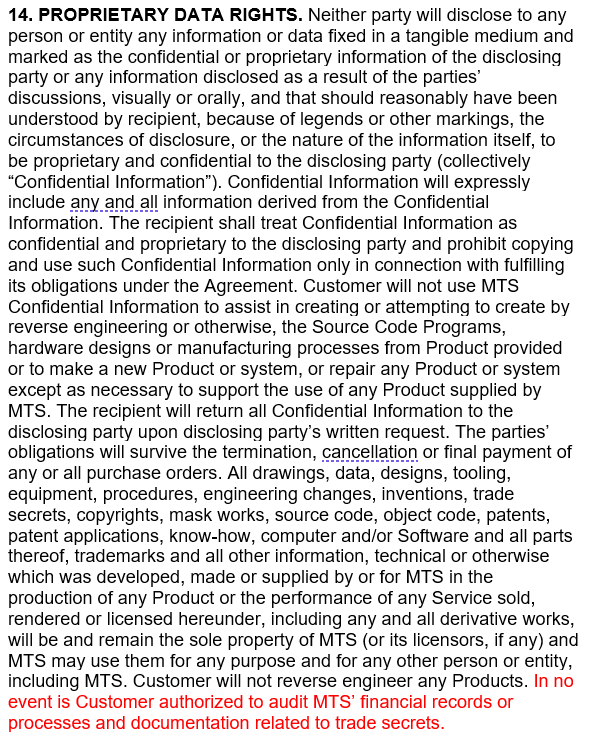 14. PROPRIETARY DATA RIGHTS. Neither party will disclose to any
person or entity any information or data fixed in a tangible medium and
marked as the confidential or proprietary information of the disclosing
party or any information disclosed as a result of the parties’
discussions, visually or orally, and that should reasonably have been
understood by recipient, because of legends or other markings, the
circumstances of disclosure, or the nature of the information itself, to
be proprietary and confidential to the disclosing party (collectively
“Confidential Information”). Confidential Information will expressly
include any and all information derived from the Confidential
Information. The recipient shall treat Confidential Information as
confidential and proprietary to the disclosing party and prohibit copying
and use such Confidential Information only in connection with fulfilling
its obligations under the Agreement. Customer will not use MTS
Confidential Information to assist in creating or attempting to create by
reverse engineering or otherwise, the Source Code Programs,
hardware designs or manufacturing processes from Product provided
or to make a new Product or system, or repair any Product or system
except as necessary to support the use of any Product supplied by
MTS. The recipient will return all Confidential Information to the
disclosing party upon disclosing party’s written request. The parties’
obligations will survive the termination, cancellation or final payment of
any or all purchase orders. All drawings, data, designs, tooling,
equipment, procedures, engineering changes, inventions, trade
secrets, copyrights, mask works, source code, object code, patents,
patent applications, know-how, computer and/or Software and all parts
thereof, trademarks and all other information, technical or otherwise
which was developed, made or supplied by or for MTS in the
production of any Product or the performance of any Service sold,
rendered or licensed hereunder, including any and all derivative works,
will be and remain the sole property of MTS (or its licensors, if any) and
MTS may use them for any purpose and for any other person or entity,
including MTS. Customer will not reverse engineer any Products. In no
event is Customer authorized to audit MTS’ financial records or
processes and documentation related to trade secrets.